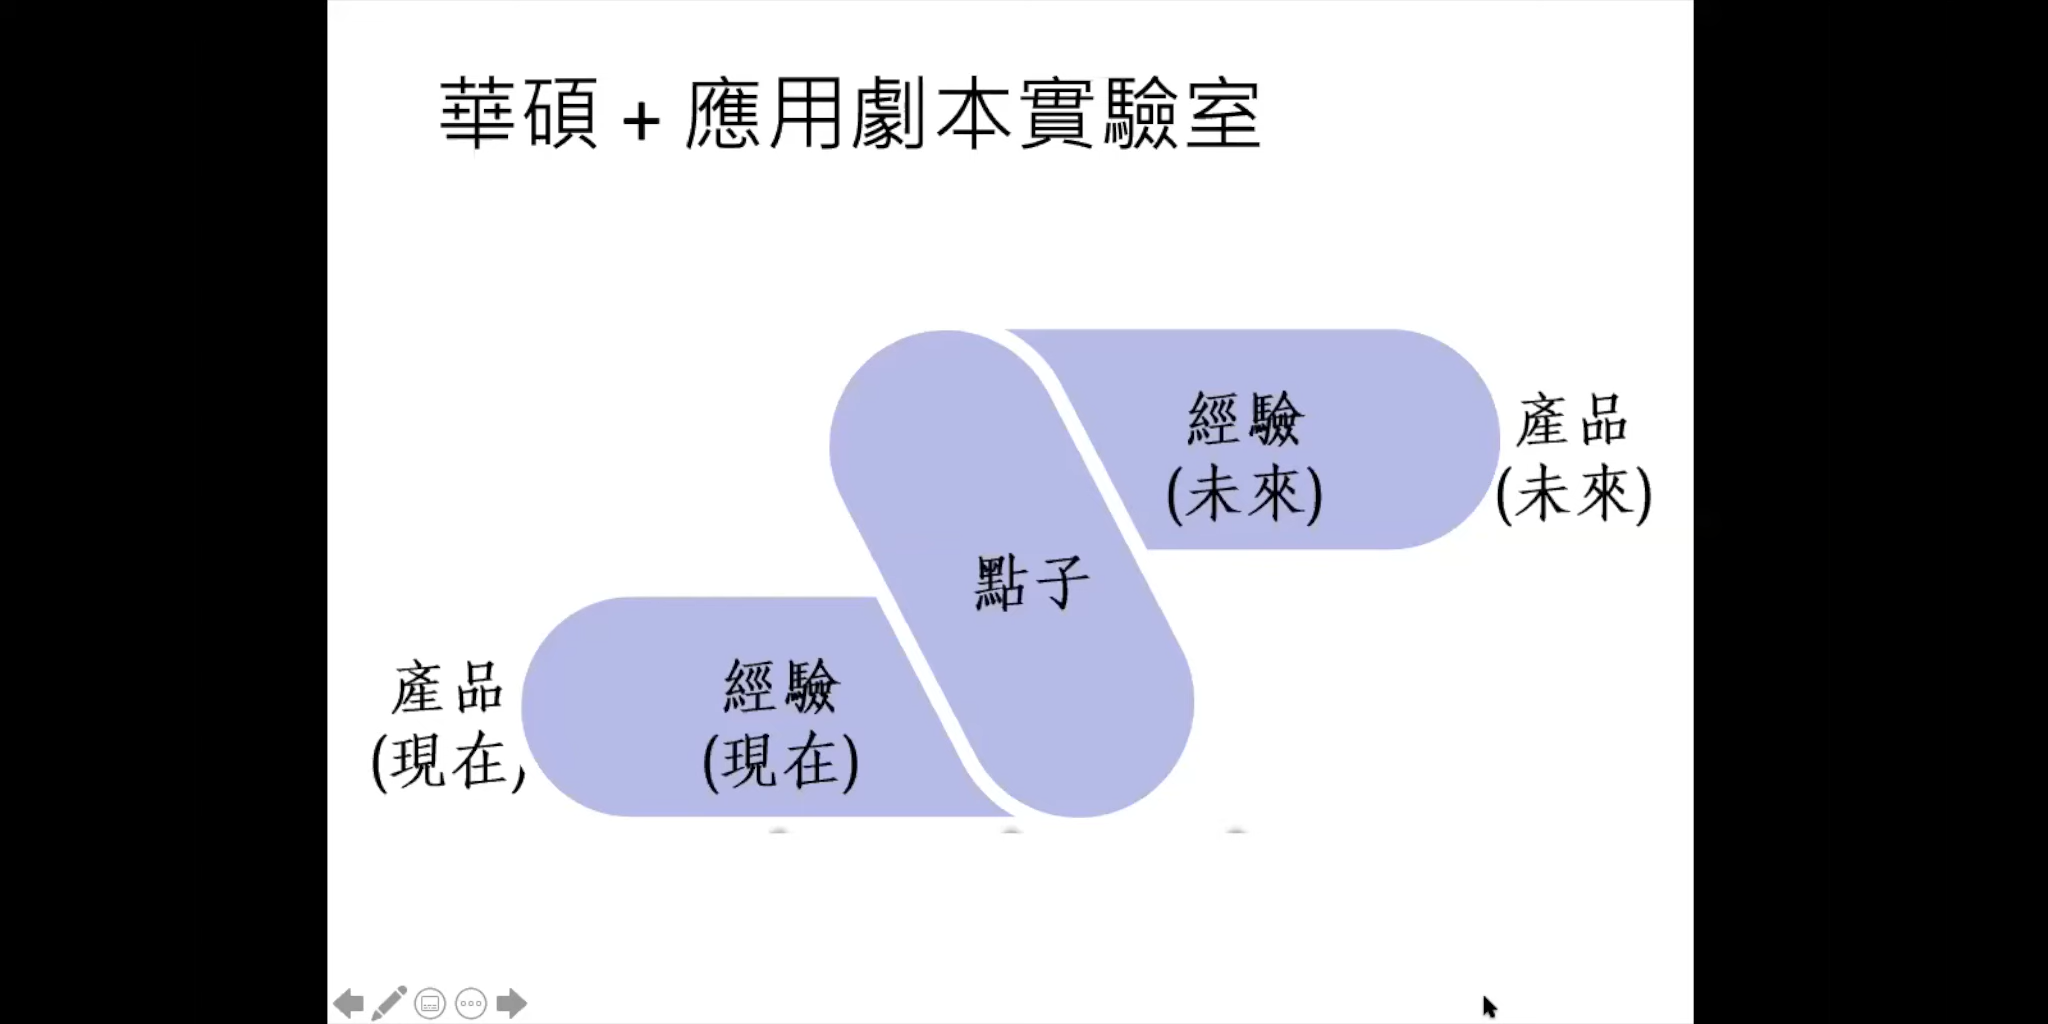 華碩 + 應用劇本實驗室
經驗
(未來)
產品
(未來)
點子
產品
(現在)
經驗
(現在)